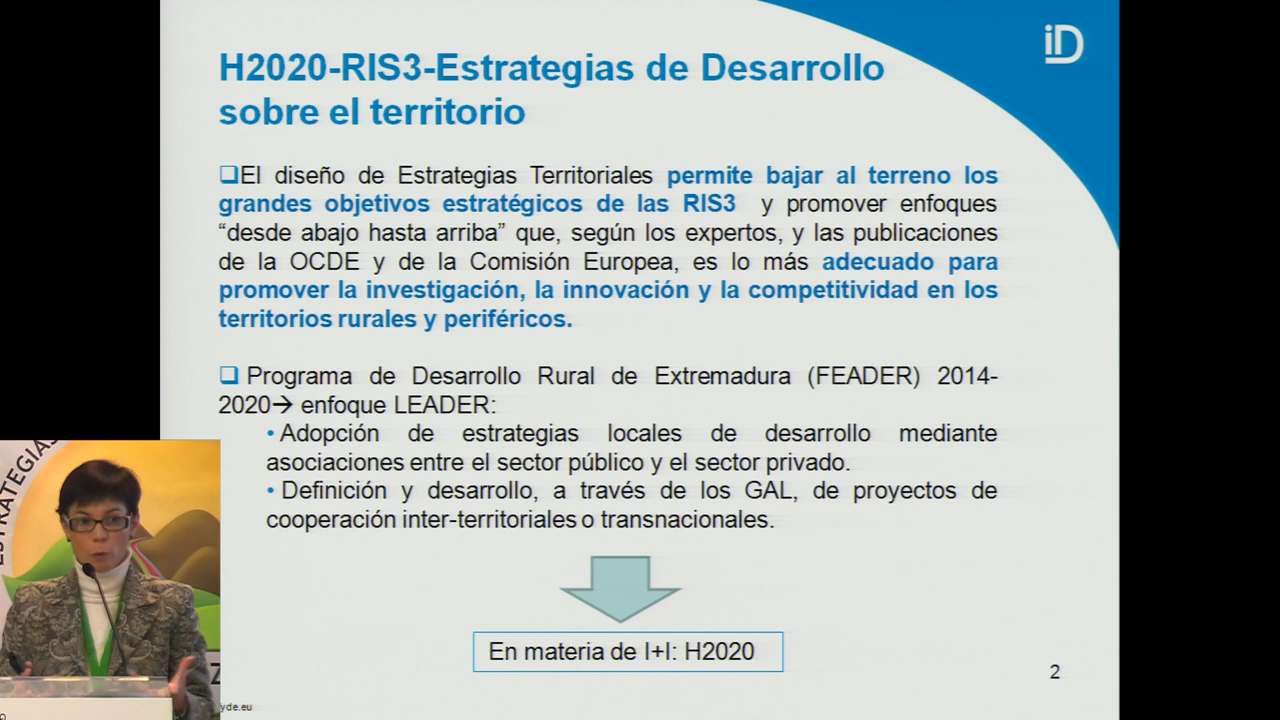 iD
H2020-RIS3-Estrategias de Desarrollo
sobre el territorio
❑El diseño de Estrategias Territoriales permite bajar al terreno los
grandes objetivos estratégicos de las RIS3 y promover enfoques
“desde abajo hasta arriba” que, según los expertos, y las publicaciones
de la OCDE y de la Comisión Europea, es lo más adecuado para
promover la investigación, la innovación y la competitividad en los
territorios rurales y periféricos.
❑ Programa de Desarrollo Rural de Extremadura (FEADER) 2014-
2020→ enfoque LEADER:
• Adopción de estrategias locales de desarrollo mediante
asociaciones entre el sector público y el sector privado.
• Definición y desarrollo, a través de los GAL, de proyectos de
cooperación inter-territoriales o transnacionales.
En materia de I+I: H2020
2
yde.eu
ESTRATEGIAS
Z